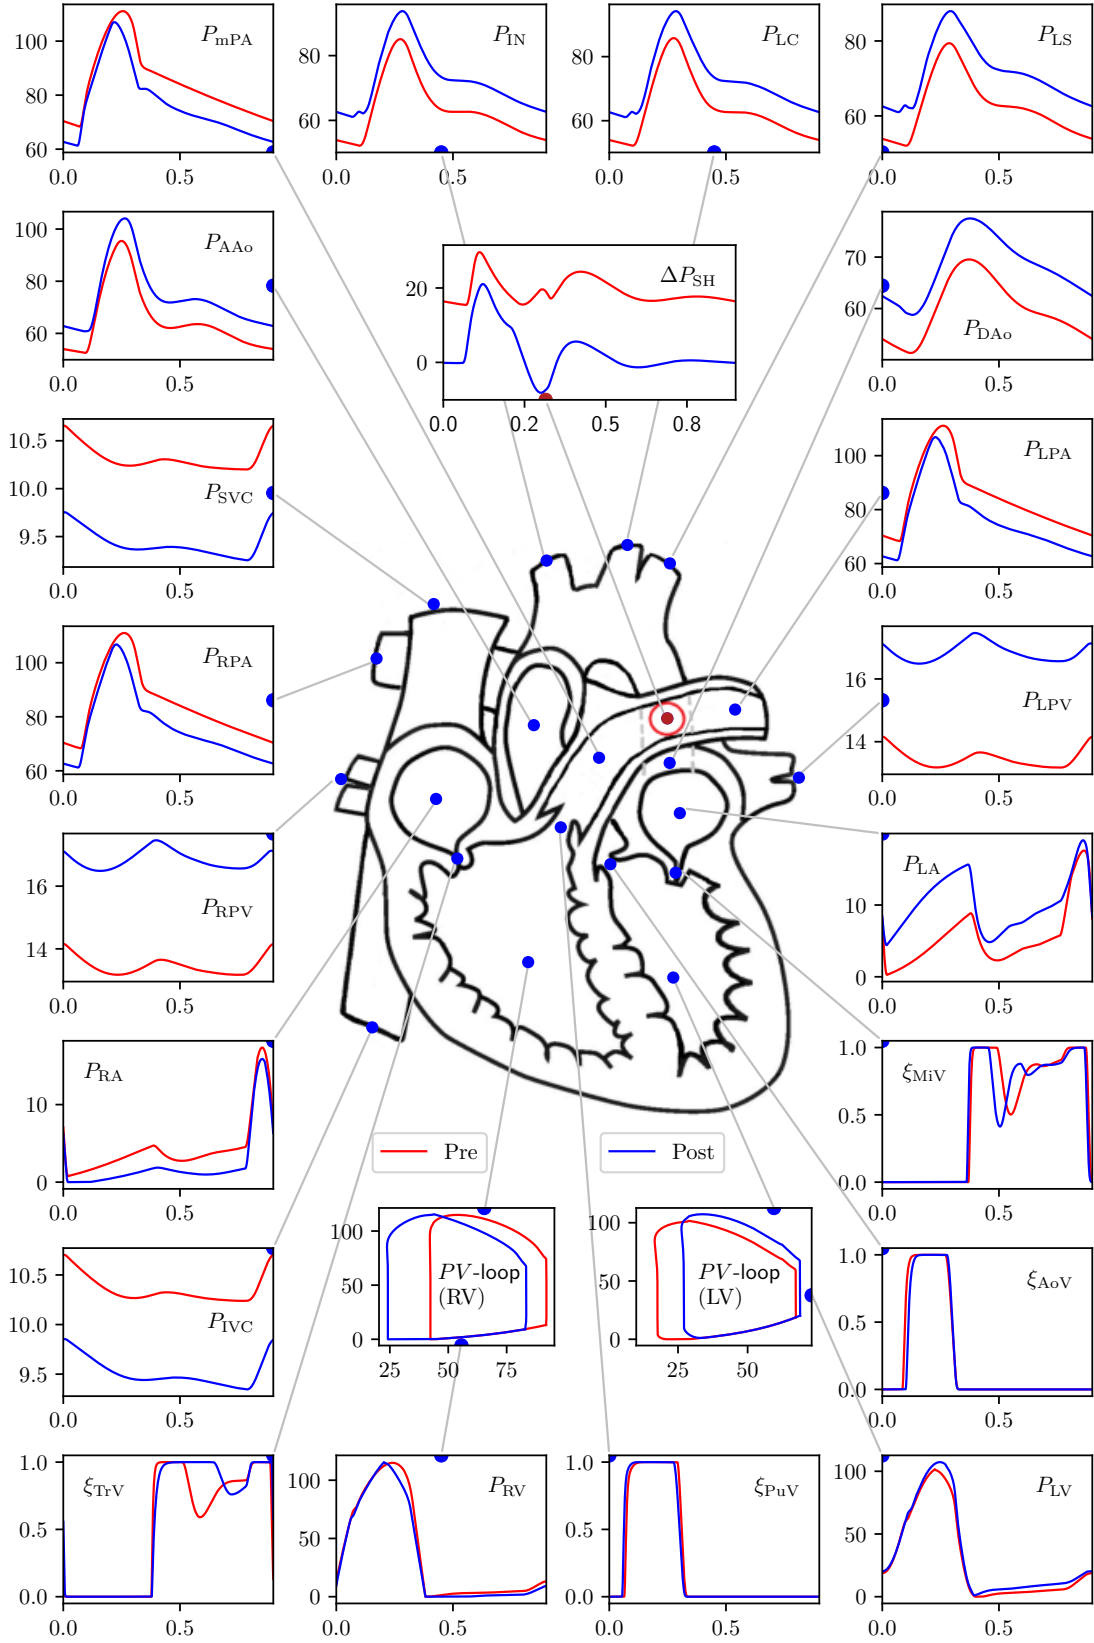 P_mPA
100
80
60
0.0 0.5
P_IN
80
60
0.0 0.5
P_LC
80
60
0.0 0.5
P_LS
80
60
0.0 0.5
P_AAo
100
80
60
0.0 0.5
ΔP_SH
20
0
0.0 0.2 0.5 0.8
P_DAo
70
60
0.0 0.5
P_SVC
10.5
10.0
9.5
0.0 0.5
P_LPA
100
80
60
0.0 0.5
P_RPA
100
80
60
0.0 0.5
P_LPV
16
14
0.0 0.5
P_RPV
16
14
0.0 0.5
P_LA
10
0
0.0 0.5
P_RA
10
0
0.0 0.5
ξ_MiV
1.0
0.5
0.0
0.0 0.5
Pre
Post
P_IVC
10.5
10.0
9.5
0.0 0.5
PV-loop
(RV)
100
50
0
25 50 75
PV-loop
(LV)
100
50
0
25 50
ξ_AoV
1.0
0.5
0.0
0.0 0.5
ξ_TrV
1.0
0.5
0.0
0.0 0.5
P_RV
100
50
0
0.0 0.5
ξ_PuV
1.0
0.5
0.0
0.0 0.5
P_LV
100
50
0
0.0 0.5